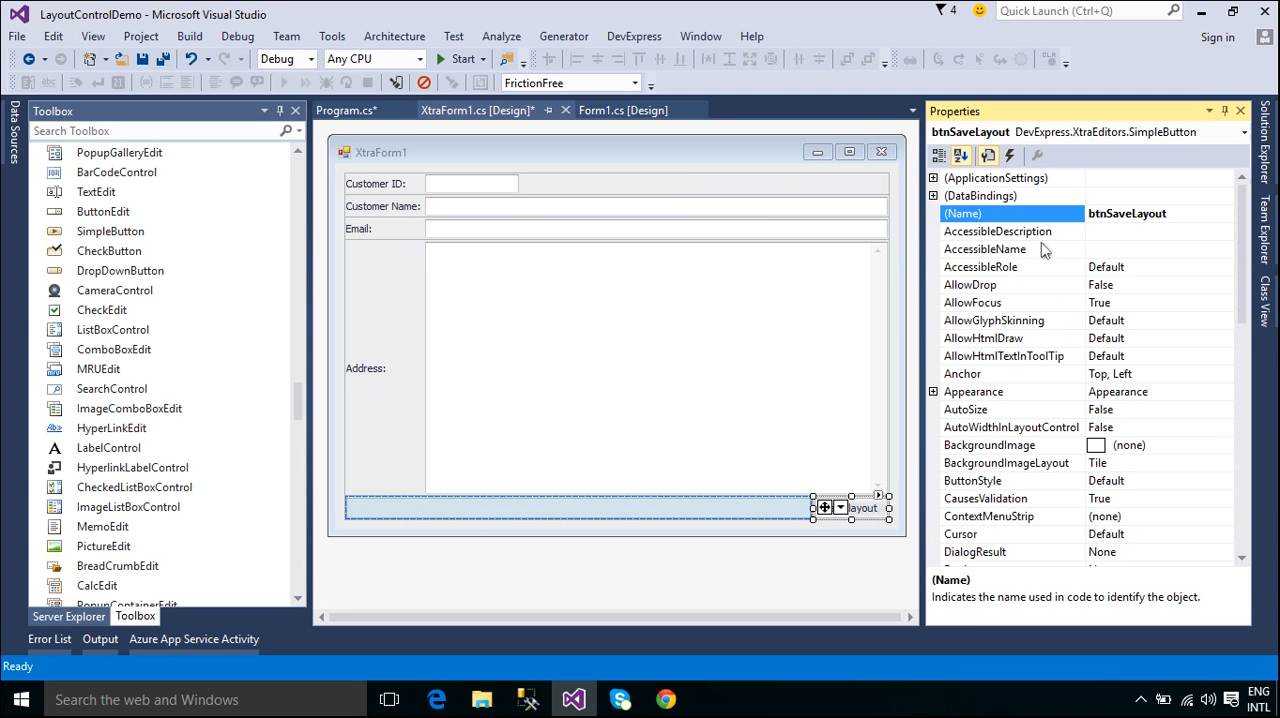 LayoutControlDemo - Microsoft Visual Studio
4
Quick Launch (Ctrl+Q)
File Edit View Project Build Debug Team Tools Architecture Test Analyze Generator DevExpress Window Help
Sign in
Debug Any CPU Start
FrictionFree
Data Sources
Toolbox
Search Toolbox
PopupGalleryEdit
BarCodeControl
TextEdit
ButtonEdit
SimpleButton
CheckButton
DropDownButton
CameraControl
CheckEdit
ListBoxControl
ComboBoxEdit
MRUEdit
SearchControl
ImageComboBoxEdit
HyperLinkEdit
LabelControl
HyperlinkLabelControl
CheckedListBoxControl
ImageListBoxControl
MemoEdit
PictureEdit
BreadCrumbEdit
CalcEdit
PopupContainerEdit
Server Explorer Toolbox
Error List Output Azure App Service Activity
Ready
Program.cs* XtraForm1.cs [Design]* Form1.cs [Design]
XtraForm1
Customer ID:
Customer Name:
Email:
Address:
layout
Properties
btnSaveLayout DevExpress.XtraEditors.SimpleButton
(ApplicationSettings)
(DataBindings)
(Name) btnSaveLayout
AccessibleDescription
AccessibleName
AccessibleRole Default
AllowDrop False
AllowFocus True
AllowGlyphSkinning Default
AllowHtmlDraw Default
AllowHtmlTextInToolTip Default
Anchor Top, Left
Appearance Appearance
AutoSize False
AutoWidthInLayoutControl False
BackgroundImage (none)
BackgroundImageLayout Tile
ButtonStyle Default
CausesValidation True
ContextMenuStrip (none)
Cursor Default
DialogResult None
(Name)
Indicates the name used in code to identify the object.
Solution Explorer
Team Explorer
Class View
Search the web and Windows
ENG
INTL